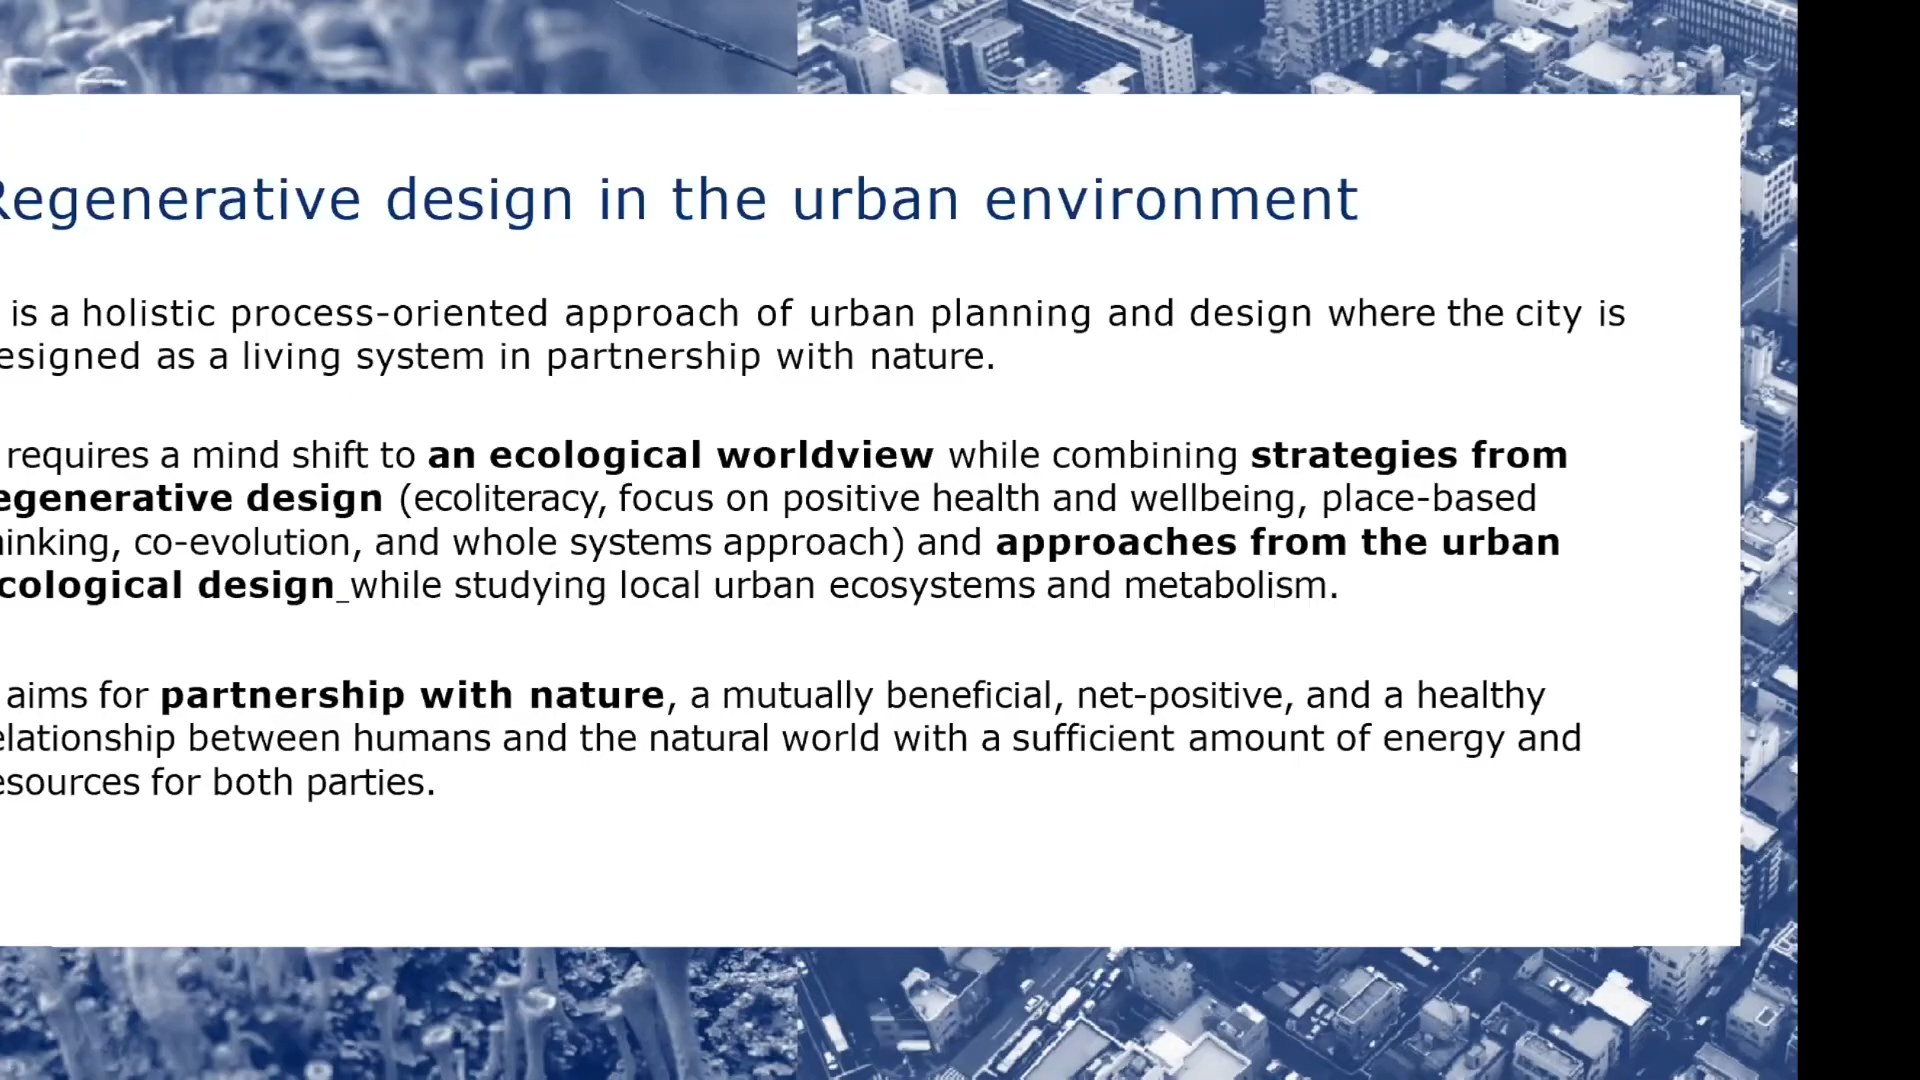 Regenerative design in the urban environment
is a holistic process-oriented approach of urban planning and design where the city is
esigned as a living system in partnership with nature.
requires a mind shift to an ecological worldview while combining strategies from
egenerative design (ecoliteracy, focus on positive health and wellbeing, place-based
inking, co-evolution, and whole systems approach) and approaches from the urban
cological design_while studying local urban ecosystems and metabolism.
aims for partnership with nature, a mutually beneficial, net-positive, and a healthy
elationship between humans and the natural world with a sufficient amount of energy and
esources for both parties.